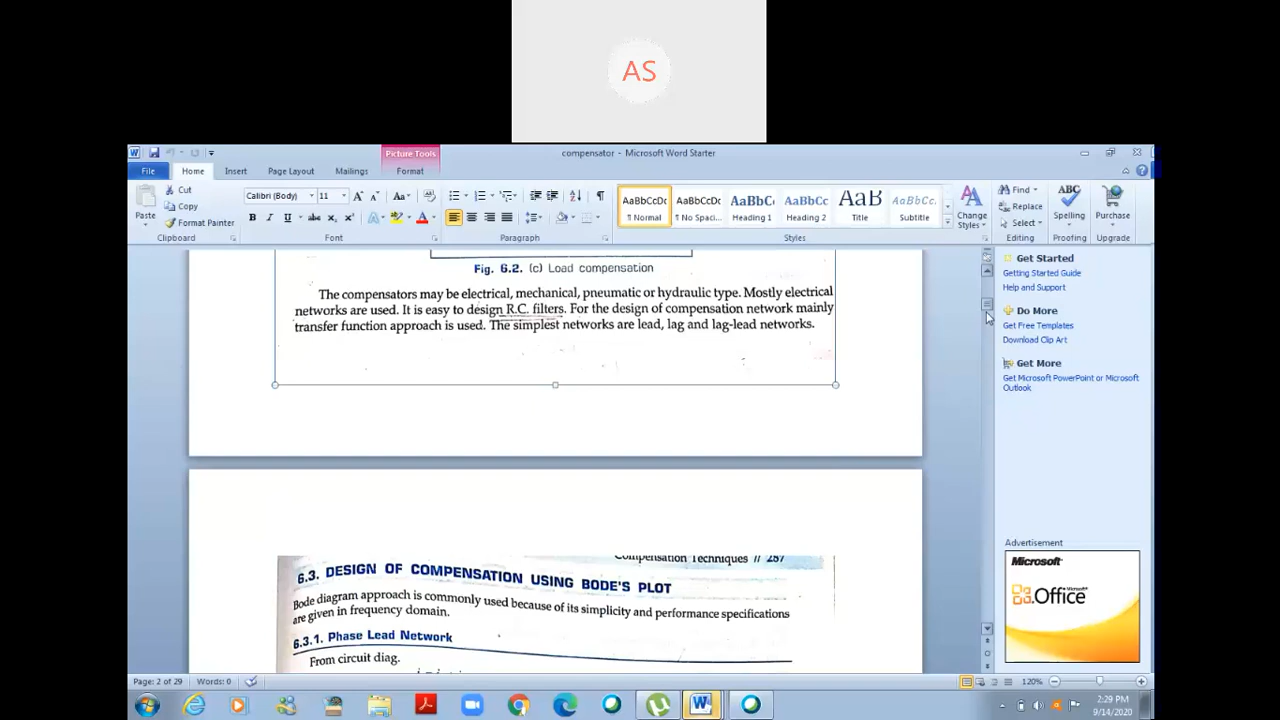 AS
compensator - Microsoft Word Starter
Picture Tools
File Home Insert Page Layout References Mailings Format
Cut
Copy
Format Painter
Paste
Calibri (Body) 11
AaBbCcDc AaBbCcDc AaBbC AaBbCc AaB AaBbCc.
¶ Normal ¶ No Spaci... Heading 1 Heading 2 Title Subtitle
Change Styles
Find
Replace
Select
Spelling
Purchase
Clipboard Font Paragraph Styles Editing Proofing Upgrade
Fig. 6.2. (c) Load compensation
The compensators may be electrical, mechanical, pneumatic or hydraulic type. Mostly electrical
networks are used. It is easy to design R.C. filters. For the design of compensation network mainly
transfer function approach is used. The simplest networks are lead, lag and lag-lead networks.
Compensation Techniques // 257
6.3. DESIGN OF COMPENSATION USING BODE'S PLOT
Bode diagram approach is commonly used because of its simplicity and performance specifications
are given in frequency domain.
6.3.1. Phase Lead Network
From circuit diag.
Get Started
Getting Started Guide
Help and Support
Do More
Get Free Templates
Download Clip Art
Get More
Get Microsoft PowerPoint or Microsoft
Outlook
Advertisement
Microsoft
Office
Page: 2 of 29 Words: 0
120%
2:29 PM
9/14/2020